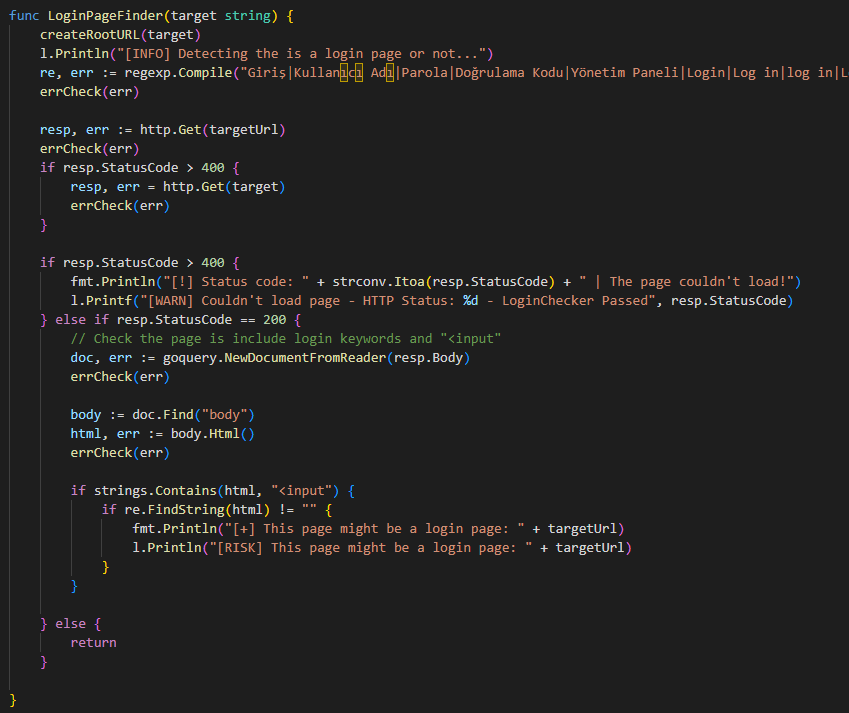 func LoginPageFinder(target string) {
    createRootURL(target)
    l.Println("[INFO] Detecting the is a login page or not...")
    re, err := regexp.Compile("Giriş|Kullanıcı Adı|Parola|Doğrulama Kodu|Yönetim Paneli|Login|Log in|log in|L
    errCheck(err)

    resp, err := http.Get(targetUrl)
    errCheck(err)
    if resp.StatusCode > 400 {
        resp, err = http.Get(target)
        errCheck(err)
    }

    if resp.StatusCode > 400 {
        fmt.Println("[!] Status code: " + strconv.Itoa(resp.StatusCode) + " | The page couldn't load!")
        l.Printf("[WARN] Couldn't load page - HTTP Status: %d - LoginChecker Passed", resp.StatusCode)
    } else if resp.StatusCode == 200 {
        // Check the page is include login keywords and "<input"
        doc, err := goquery.NewDocumentFromReader(resp.Body)
        errCheck(err)

        body := doc.Find("body")
        html, err := body.Html()
        errCheck(err)

        if strings.Contains(html, "<input") {
            if re.FindString(html) != "" {
                fmt.Println("[+] This page might be a login page: " + targetUrl)
                l.Println("[RISK] This page might be a login page: " + targetUrl)
            }
        }

    } else {
        return
    }

}